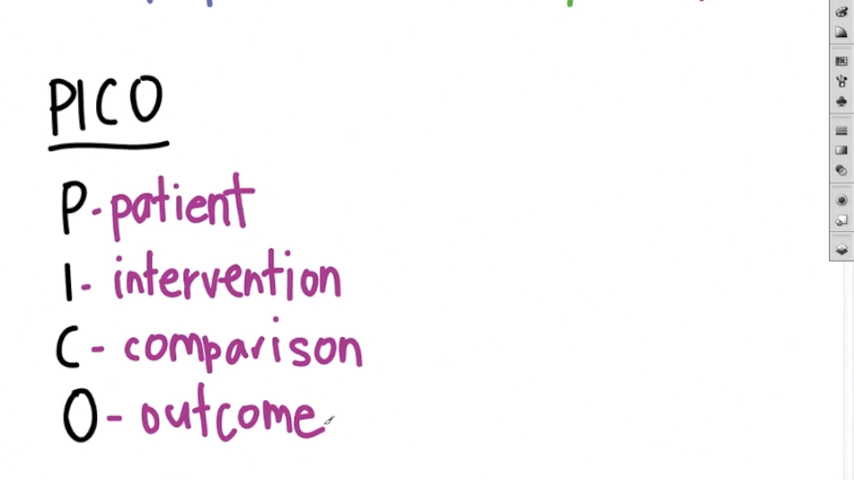 PICO
P - patient
I - intervention
C - comparison
O - outcome